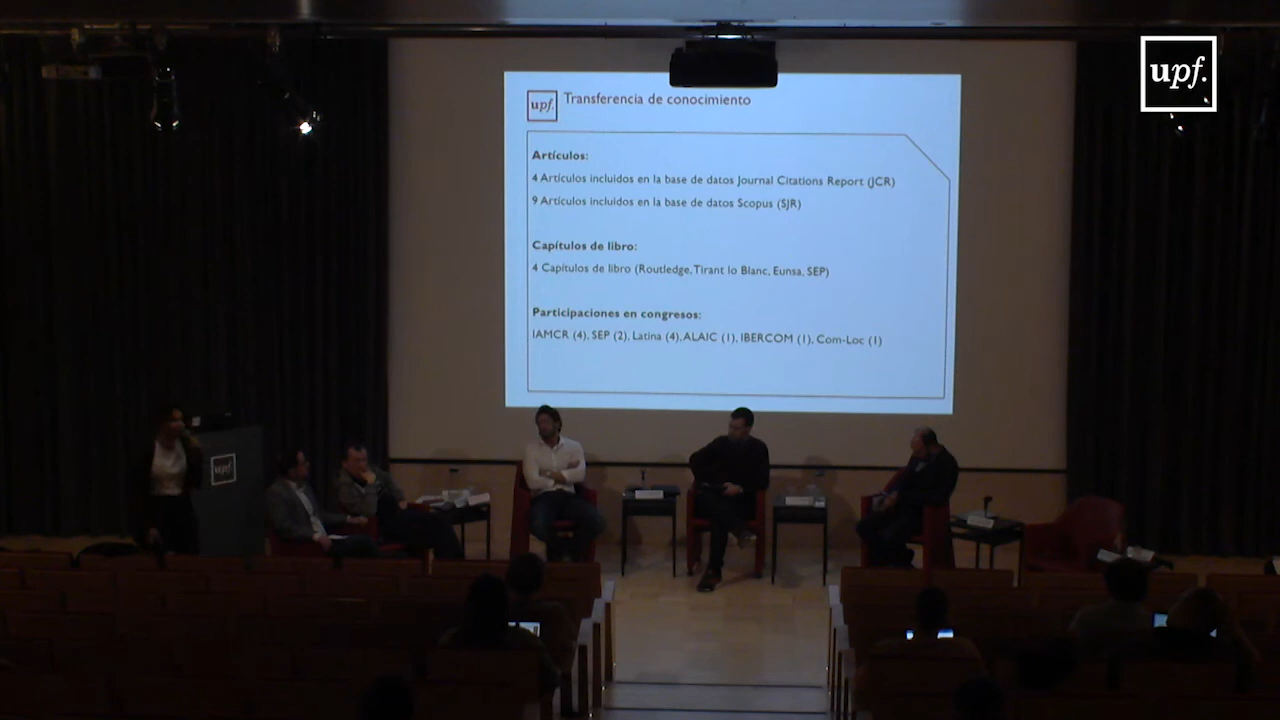 upf.
upf.
Transferencia de conocimiento
Artículos:
4 Artículos incluidos en la base de datos Journal Citations Report (JCR)
9 Artículos incluidos en la base de datos Scopus (SJR)
Capítulos de libro:
4 Capítulos de libro (Routledge, Tirant lo Blanc, Eunsa, SEP)
Participaciones en congresos:
IAMCR (4), SEP (2), Latina (4), ALAIC (1), IBERCOM (1), Com-Loc (1)
upf.